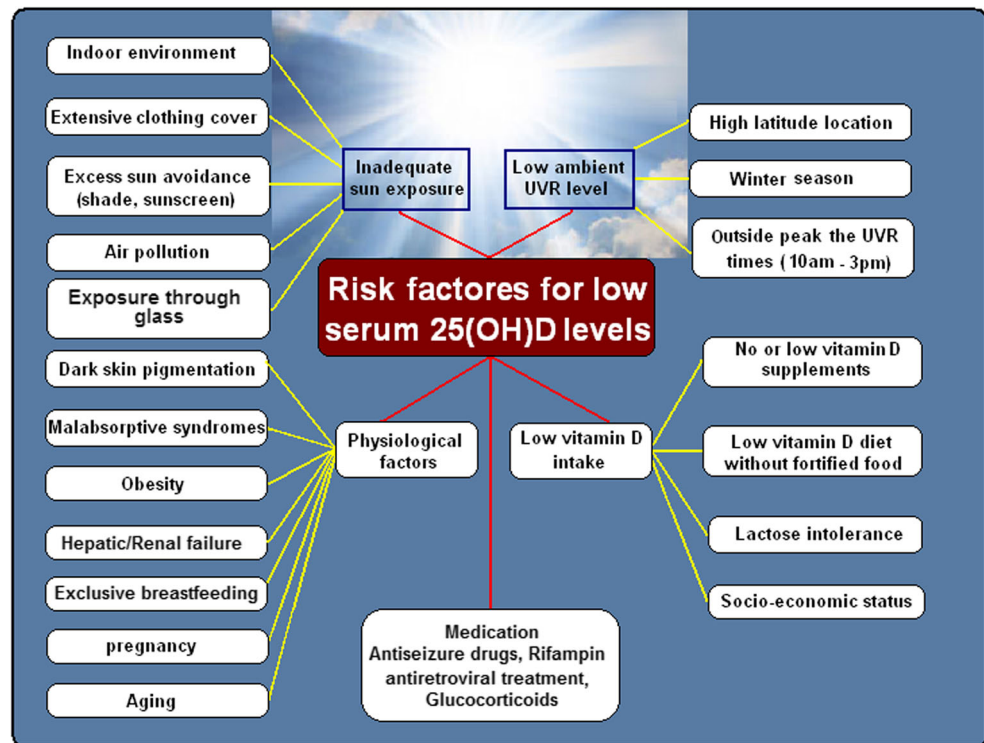 Indoor environment
Extensive clothing cover
Excess sun avoidance
(shade, sunscreen)
Air pollution
Exposure through
glass
Inadequate
sun exposure
Low ambient
UVR level
High latitude location
Winter season
Outside peak the UVR
times (10am - 3pm)
Risk factores for low
serum 25(OH)D levels
Dark skin pigmentation
Malabsorptive syndromes
Obesity
Hepatic/Renal failure
Exclusive breastfeeding
pregnancy
Aging
Physiological
factors
Low vitamin D
intake
No or low vitamin D
supplements
Low vitamin D diet
without fortified food
Lactose intolerance
Socio-economic status
Medication
Antiseizure drugs, Rifampin
antiretroviral treatment,
Glucocorticoids